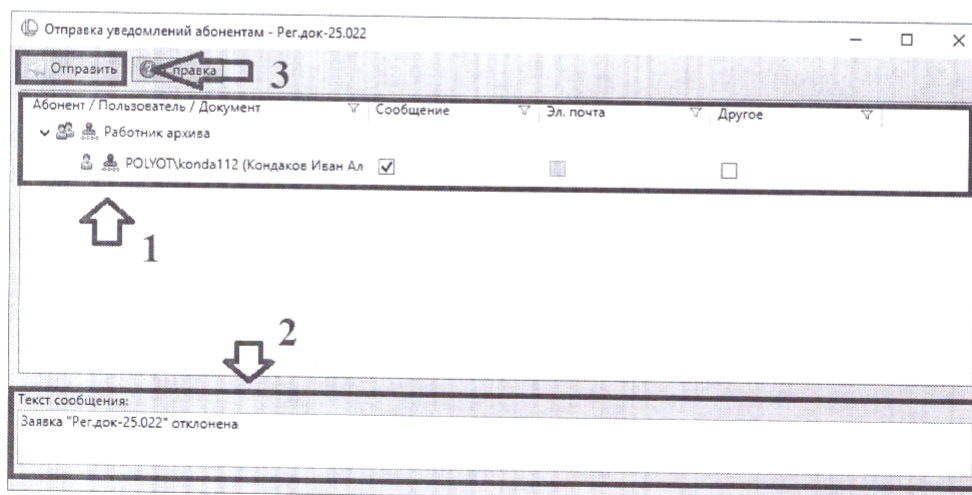 Отправка уведомлений абонентам - Рег.док-25.022
Отправить
3
Абонент / Пользователь / Документ Сообщение Эл. почта Другое
Работник архива
POLYOT\konda112 (Кондаков Иван Ал
1
2
Текст сообщения:
Заявка "Рег.док-25.022" отклонена